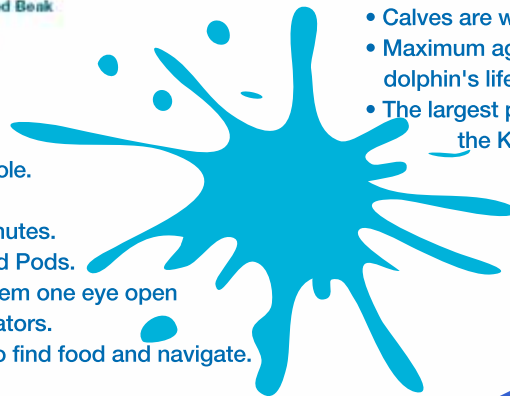 d Beak
• Calves are w
• Maximum ag
dolphin's life
• The largest p
the K
ole.
nutes.
d Pods.
em one eye open
ators.
o find food and navigate.